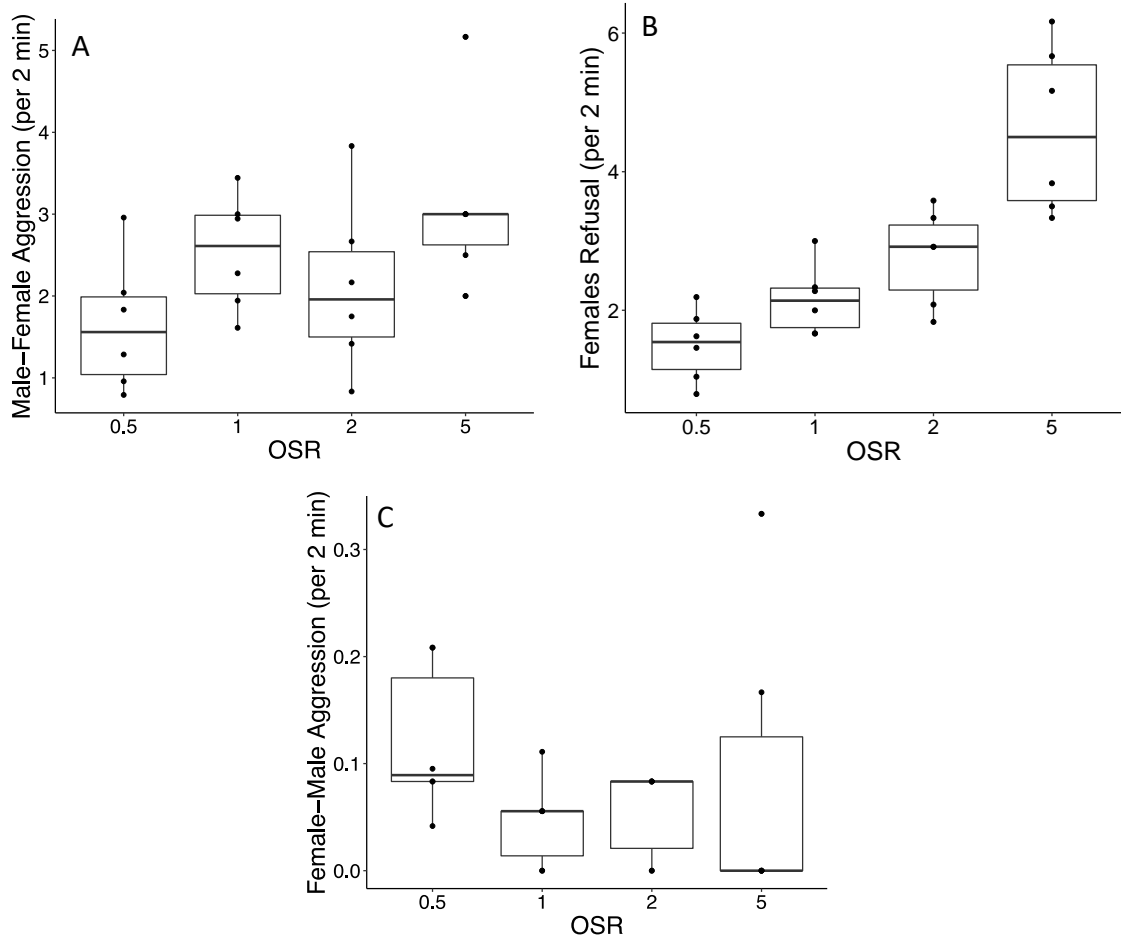 A
Male−Female Aggression (per 2 min)
5
4
3
2
1
0.5 1 2 5
OSR
B
Females Refusal (per 2 min)
6
4
2
0.5 1 2 5
OSR
C
Female−Male Aggression (per 2 min)
0.3
0.2
0.1
0.0
0.5 1 2 5
OSR